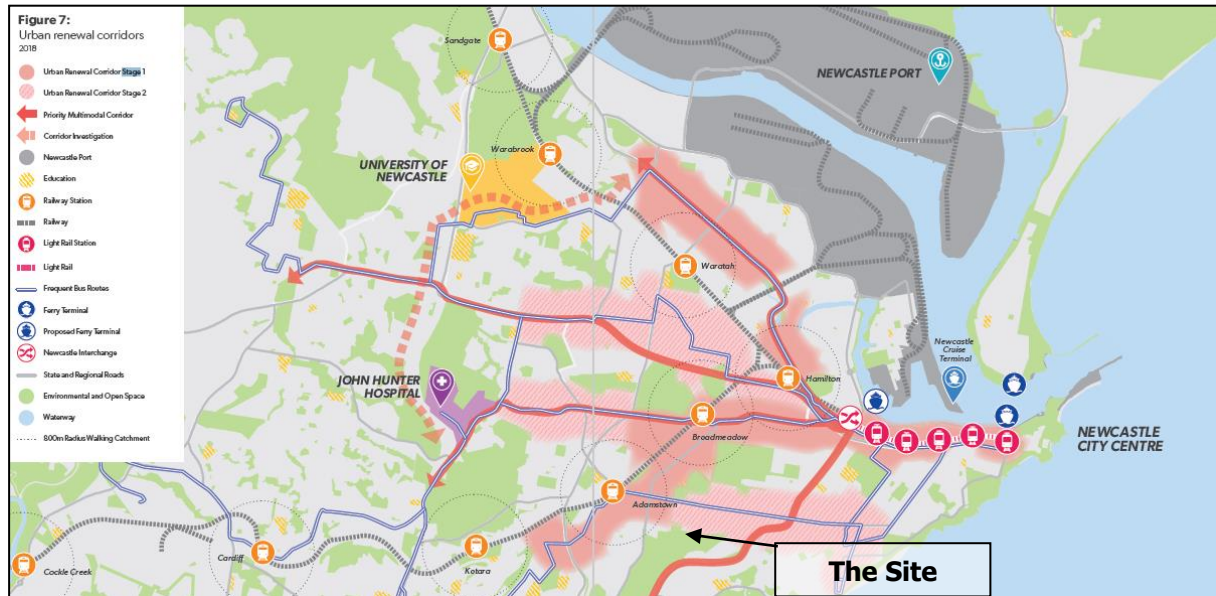 Figure 7:
Urban renewal corridors
2018
Urban Renewal Corridor Stage 1
Urban Renewal Corridor Stage 2
Priority Multimodal Corridor
Corridor Investigation
Newcastle Port
Education
Railway Station
Railway
Light Rail Station
Light Rail
Frequent Bus Routes
Ferry Terminal
Proposed Ferry Terminal
Newcastle Interchange
State and Regional Roads
Environmental and Open Space
Waterway
800m Radius Walking Catchment
Sandgate
NEWCASTLE PORT
Warabrook
UNIVERSITY OF
NEWCASTLE
Waratah
JOHN HUNTER
HOSPITAL
Hamilton
Newcastle
Cruise
Terminal
Broadmeadow
NEWCASTLE
CITY CENTRE
Adamstown
Kotara
Cardiff
Cockle Creek
The Site